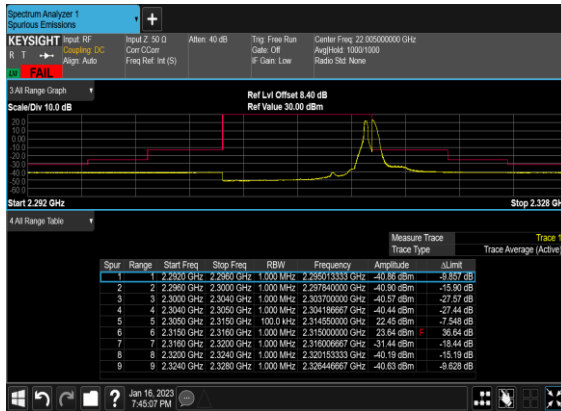 Spectrum Analyzer 1
Spurious Emissions
KEYSIGHT Input: RF Input Z: 50 Ω Atten: 40 dB Trig: Free Run Center Freq: 22.005000000 GHz
R T Coupling: DC Corr CCorr Gate: Off Avg|Hold: 1000/1000
Align: Auto Freq Ref: Int (S) IF Gain: Low Radio Std: None
FAIL
3 All Range Graph
Ref Lvl Offset 8.40 dB
Scale/Div 10.0 dB Ref Value 30.00 dBm
20.0
10.0
0.00
-10.0
-20.0
-30.0
-40.0
-50.0
-60.0
Start 2.292 GHz Stop 2.328 GH
4 All Range Table
Measure Trace Trace 1
Trace Type Trace Average (Active)
Spur Range Start Freq Stop Freq RBW Frequency Amplitude ΔLimit
1 1 2.2920 GHz 2.2960 GHz 1.000 MHz 2.295013333 GHz -40.86 dBm -9.857 dB
2 2 2.2960 GHz 2.3000 GHz 1.000 MHz 2.297840000 GHz -40.90 dBm -15.90 dB
3 3 2.3000 GHz 2.3040 GHz 1.000 MHz 2.303700000 GHz -40.57 dBm -27.57 dB
4 4 2.3040 GHz 2.3050 GHz 1.000 MHz 2.304186667 GHz -40.44 dBm -27.44 dB
5 5 2.3050 GHz 2.3150 GHz 100.0 kHz 2.314550000 GHz 22.45 dBm -7.548 dB
6 6 2.3150 GHz 2.3160 GHz 1.000 MHz 2.315000000 GHz 23.64 dBm F 36.64 dB
7 7 2.3160 GHz 2.3200 GHz 1.000 MHz 2.316006667 GHz -31.44 dBm -18.44 dB
8 8 2.3200 GHz 2.3240 GHz 1.000 MHz 2.320153333 GHz -40.19 dBm -15.19 dB
9 9 2.3240 GHz 2.3280 GHz 1.000 MHz 2.326446667 GHz -40.63 dBm -9.628 dB
Jan 16, 2023
7:45:07 PM